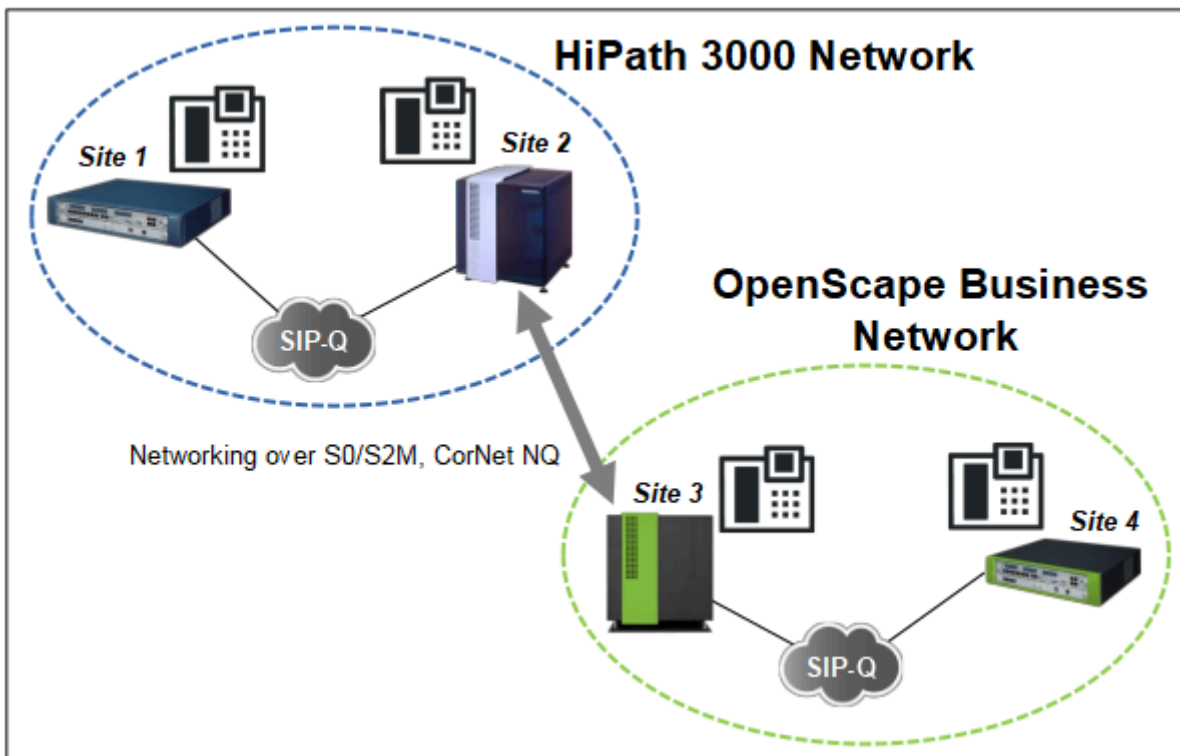 HiPath 3000 Network
Site 1
Site 2
SIP-Q
OpenScape Business
Network
Networking over S0/S2M, CorNet NQ
Site 3
Site 4
SIP-Q